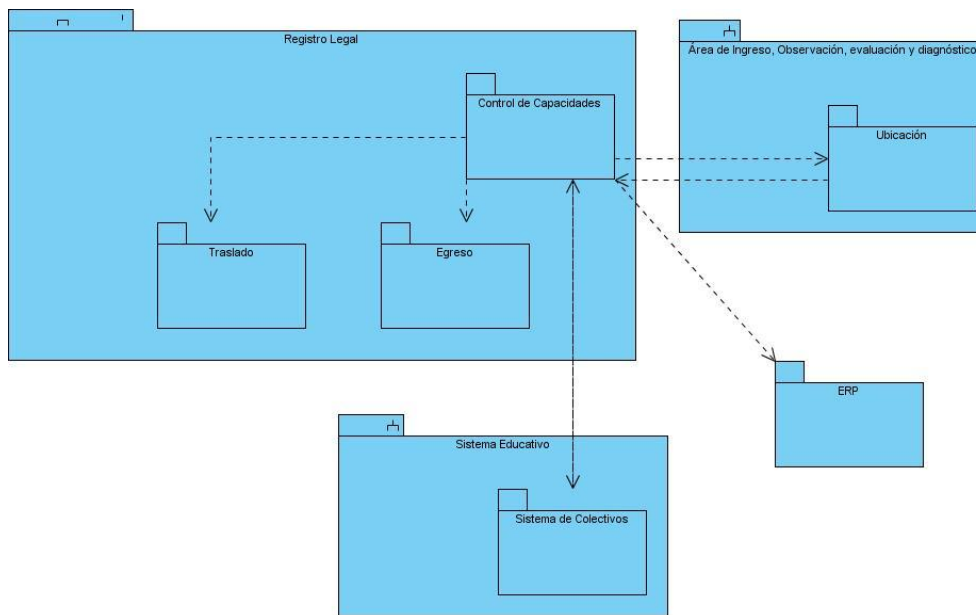 Registro Legal
Área de Ingreso, Observación, evaluación y diagnóstico
Control de Capacidades
Ubicación
Traslado
Egreso
ERP
Sistema Educativo
Sistema de Colectivos